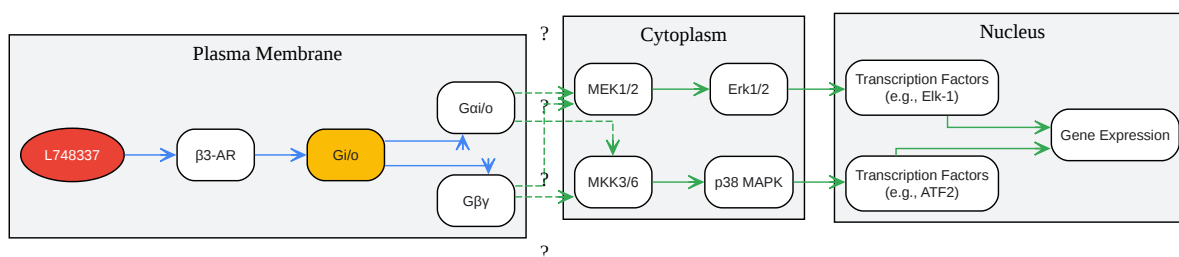 Plasma Membrane
L748337
β3-AR
Gi/o
Gαi/o
Gβγ
?
?
?
?
Cytoplasm
MEK1/2
Erk1/2
MKK3/6
p38 MAPK
Nucleus
Transcription Factors
(e.g., Elk-1)
Transcription Factors
(e.g., ATF2)
Gene Expression